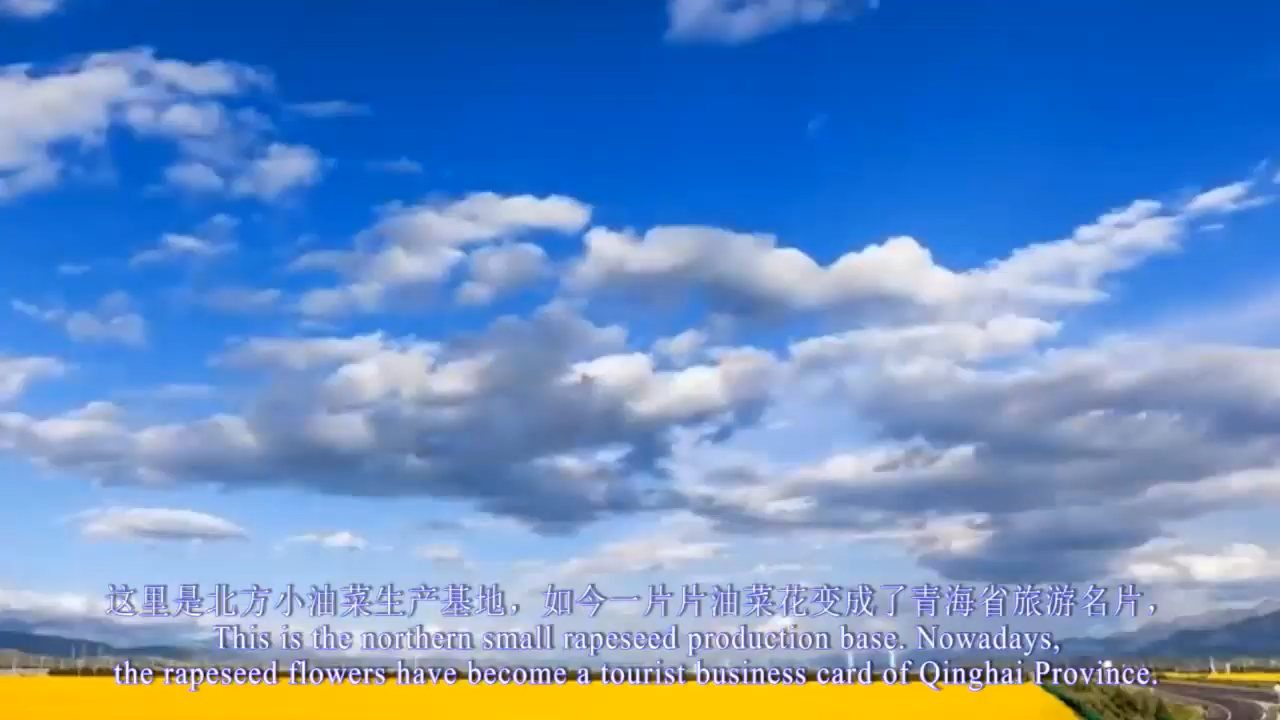 这里是北方小油菜生产基地，如今一片片油菜花变成了青海省旅游名片，
This is the northern small rapeseed production base. Nowadays,
the rapeseed flowers have become a tourist business card of Qinghai Province.